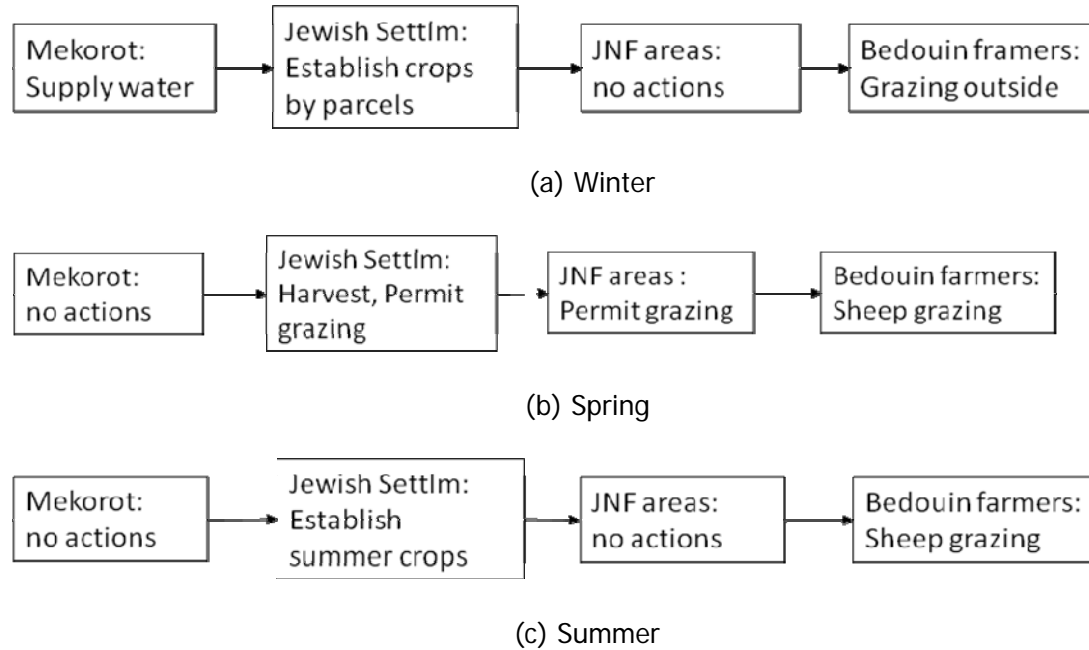 Mekorot:
Supply water
Jewish Settlm:
Establish crops
by parcels
JNF areas:
no actions
Bedouin framers:
Grazing outside
(a) Winter
Mekorot:
no actions
Jewish Settlm:
Harvest, Permit
grazing
JNF areas :
Permit grazing
Bedouin farmers:
Sheep grazing
(b) Spring
Mekorot:
no actions
Jewish Settlm:
Establish
summer crops
JNF areas:
no actions
Bedouin farmers:
Sheep grazing
(c) Summer